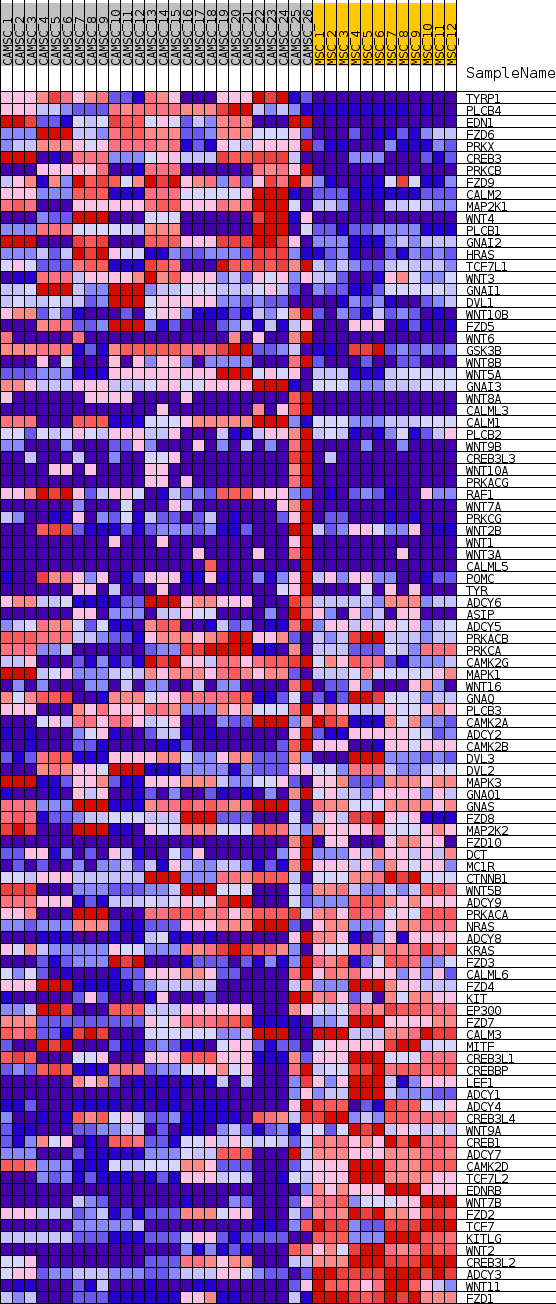 CAMSC_1
CAMSC_2
CAMSC_3
CAMSC_4
CAMSC_5
CAMSC_6
CAMSC_7
CAMSC_8
CAMSC_9
CAMSC_10
CAMSC_11
CAMSC_12
CAMSC_13
CAMSC_14
CAMSC_15
CAMSC_16
CAMSC_17
CAMSC_18
CAMSC_19
CAMSC_20
CAMSC_21
CAMSC_22
CAMSC_23
CAMSC_24
CAMSC_25
CAMSC_26
MSC_1
MSC_2
MSC_3
MSC_4
MSC_5
MSC_6
MSC_7
MSC_8
MSC_9
MSC_10
MSC_11
MSC_12
SampleName
TYRP1
PLCB4
EDN1
FZD6
PRKX
CREB3
PRKCB
FZD9
CALM2
MAP2K1
WNT4
PLCB1
GNAI2
HRAS
TCF7L1
WNT3
GNAI1
DVL1
WNT10B
FZD5
WNT6
GSK3B
WNT8B
WNT5A
GNAI3
WNT8A
CALML3
CALM1
PLCB2
WNT9B
CREB3L3
WNT10A
PRKACG
RAF1
WNT7A
PRKCG
WNT2B
WNT1
WNT3A
CALML5
POMC
TYR
ADCY6
ASIP
ADCY5
PRKACB
PRKCA
CAMK2G
MAPK1
WNT16
GNAQ
PLCB3
CAMK2A
ADCY2
CAMK2B
DVL3
DVL2
MAPK3
GNAO1
GNAS
FZD8
MAP2K2
FZD10
DCT
MC1R
CTNNB1
WNT5B
ADCY9
PRKACA
NRAS
ADCY8
KRAS
FZD3
CALML6
FZD4
KIT
EP300
FZD7
CALM3
MITF
CREB3L1
CREBBP
LEF1
ADCY1
ADCY4
CREB3L4
WNT9A
CREB1
ADCY7
CAMK2D
TCF7L2
EDNRB
WNT7B
FZD2
TCF7
KITLG
WNT2
CREB3L2
ADCY3
WNT11
FZD1